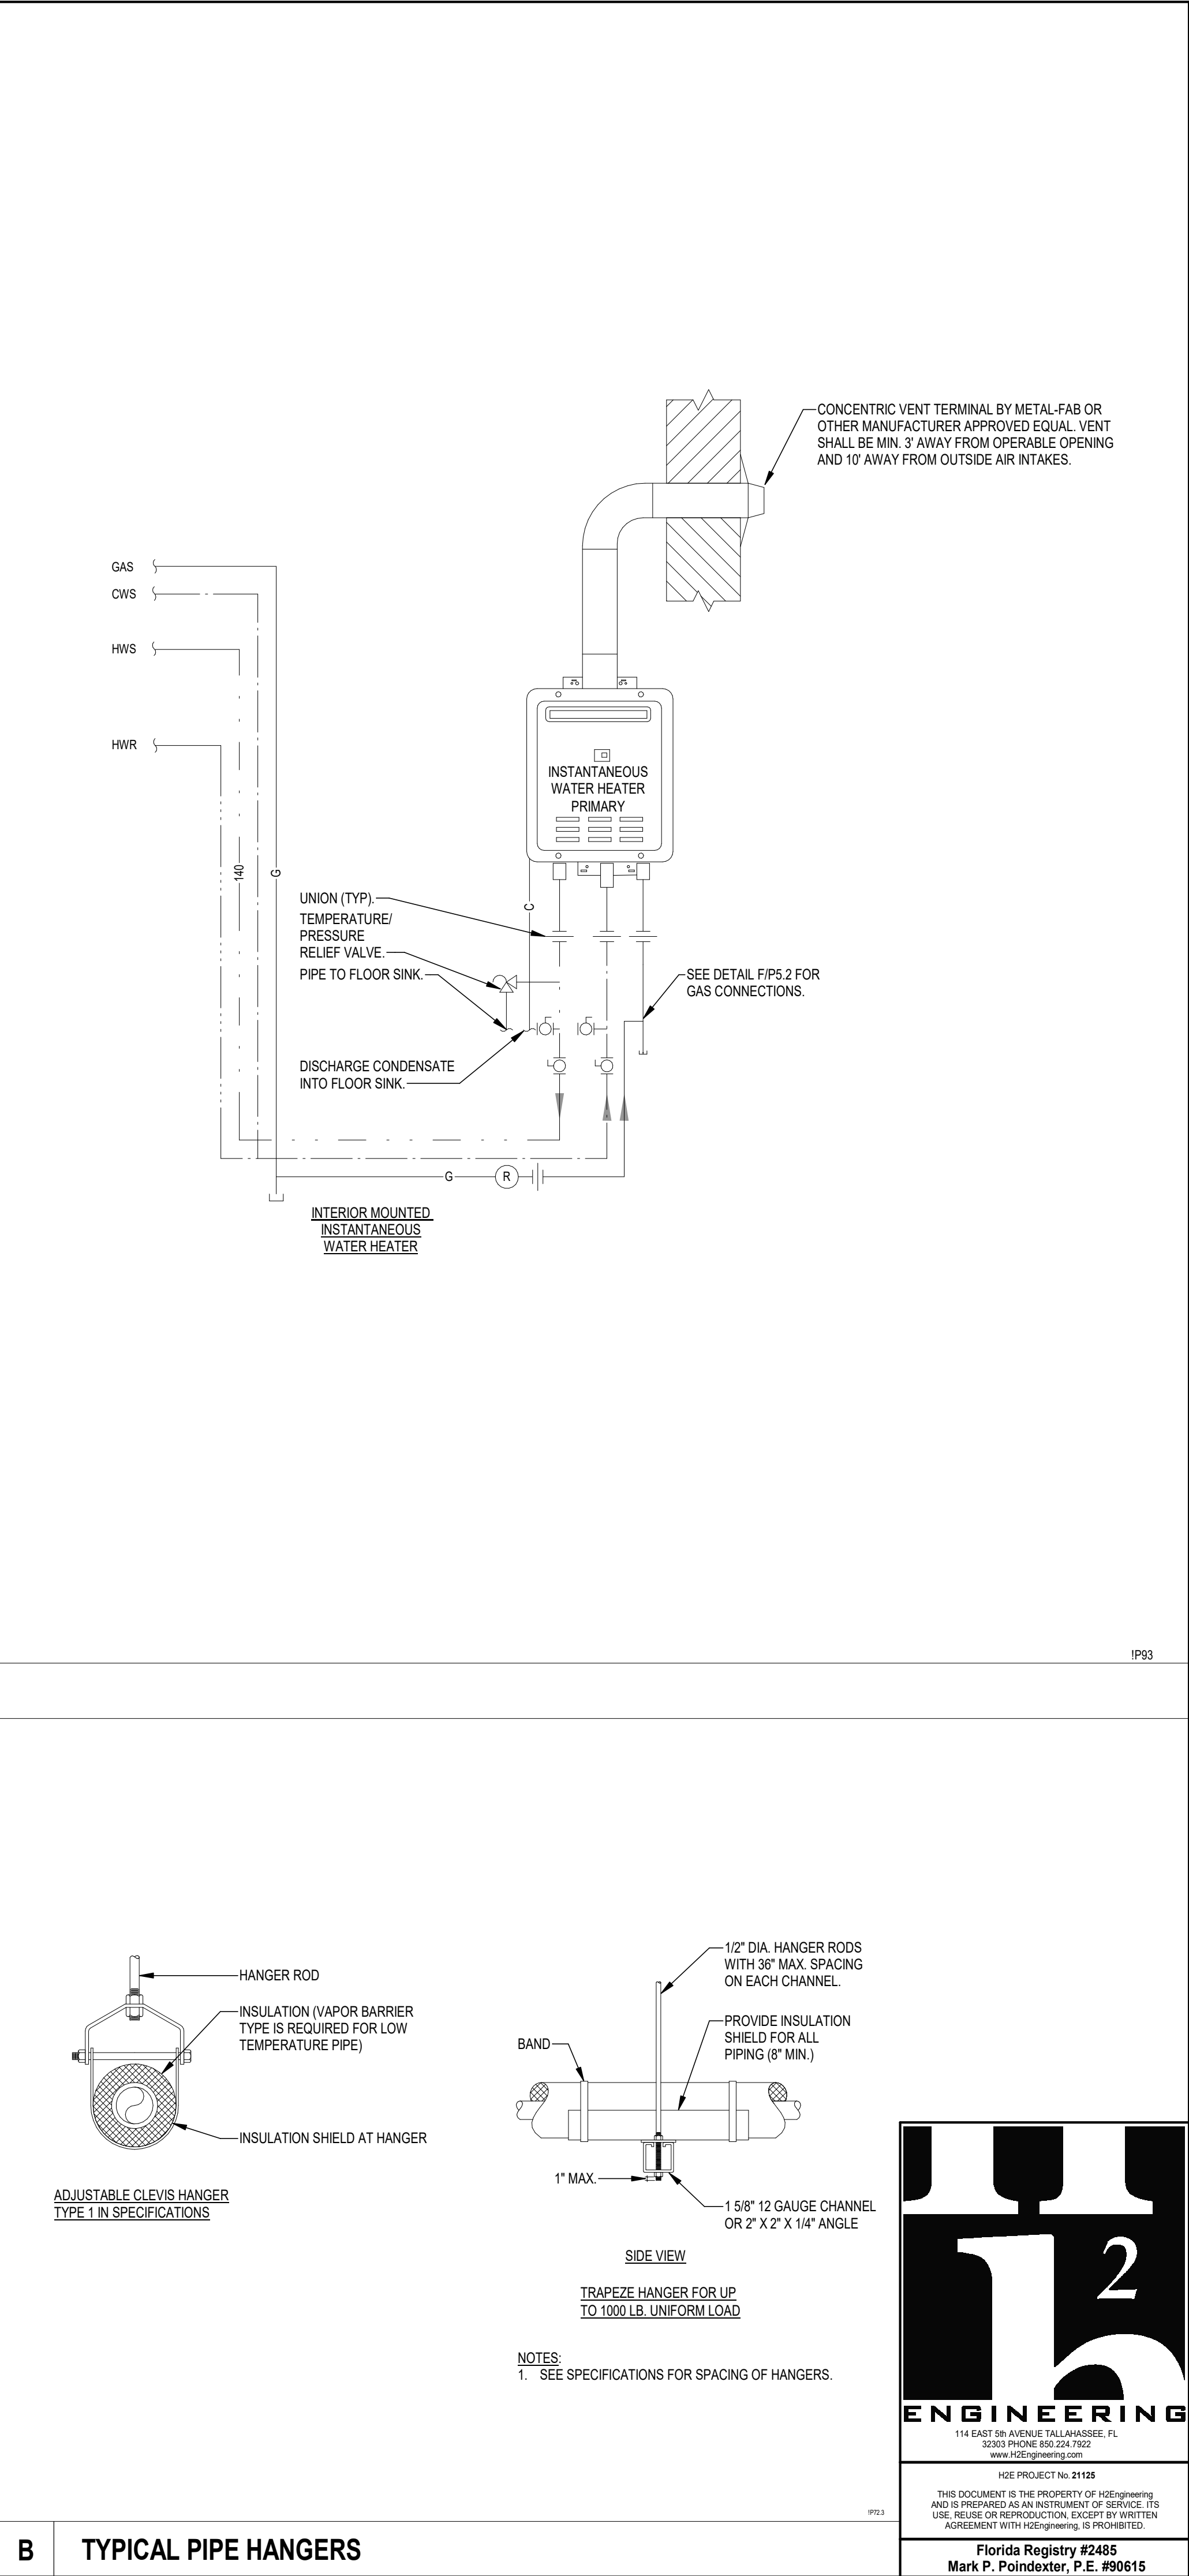 CONCENTRIC VENT TERMINAL BY METAL-FAB OR
OTHER MANUFACTURER APPROVED EQUAL. VENT
SHALL BE MIN. 3' AWAY FROM OPERABLE OPENING
AND 10' AWAY FROM OUTSIDE AIR INTAKES.
GAS
CWS
HWS
HWR
INSTANTANEOUS
WATER HEATER
PRIMARY
140
G
C
UNION (TYP).
TEMPERATURE/
PRESSURE
RELIEF VALVE.
PIPE TO FLOOR SINK.
SEE DETAIL F/P5.2 FOR
GAS CONNECTIONS.
DISCHARGE CONDENSATE
INTO FLOOR SINK.
G
R
INTERIOR MOUNTED
INSTANTANEOUS
WATER HEATER
!P93
HANGER ROD
INSULATION (VAPOR BARRIER
TYPE IS REQUIRED FOR LOW
TEMPERATURE PIPE)
INSULATION SHIELD AT HANGER
ADJUSTABLE CLEVIS HANGER
TYPE 1 IN SPECIFICATIONS
1/2" DIA. HANGER RODS
WITH 36" MAX. SPACING
ON EACH CHANNEL.
PROVIDE INSULATION
SHIELD FOR ALL
PIPING (8" MIN.)
BAND
1" MAX.
1 5/8" 12 GAUGE CHANNEL
OR 2" X 2" X 1/4" ANGLE
SIDE VIEW
TRAPEZE HANGER FOR UP
TO 1000 LB. UNIFORM LOAD
NOTES:
1. SEE SPECIFICATIONS FOR SPACING OF HANGERS.
!P72.3
B TYPICAL PIPE HANGERS
H
2
h
ENGINEERING
114 EAST 5th AVENUE TALLAHASSEE, FL
32303 PHONE 850.224.7922
www.H2Engineering.com
H2E PROJECT No. 21125
THIS DOCUMENT IS THE PROPERTY OF H2Engineering
AND IS PREPARED AS AN INSTRUMENT OF SERVICE. ITS
USE, REUSE OR REPRODUCTION, EXCEPT BY WRITTEN
AGREEMENT WITH H2Engineering, IS PROHIBITED.
Florida Registry #2485
Mark P. Poindexter, P.E. #90615